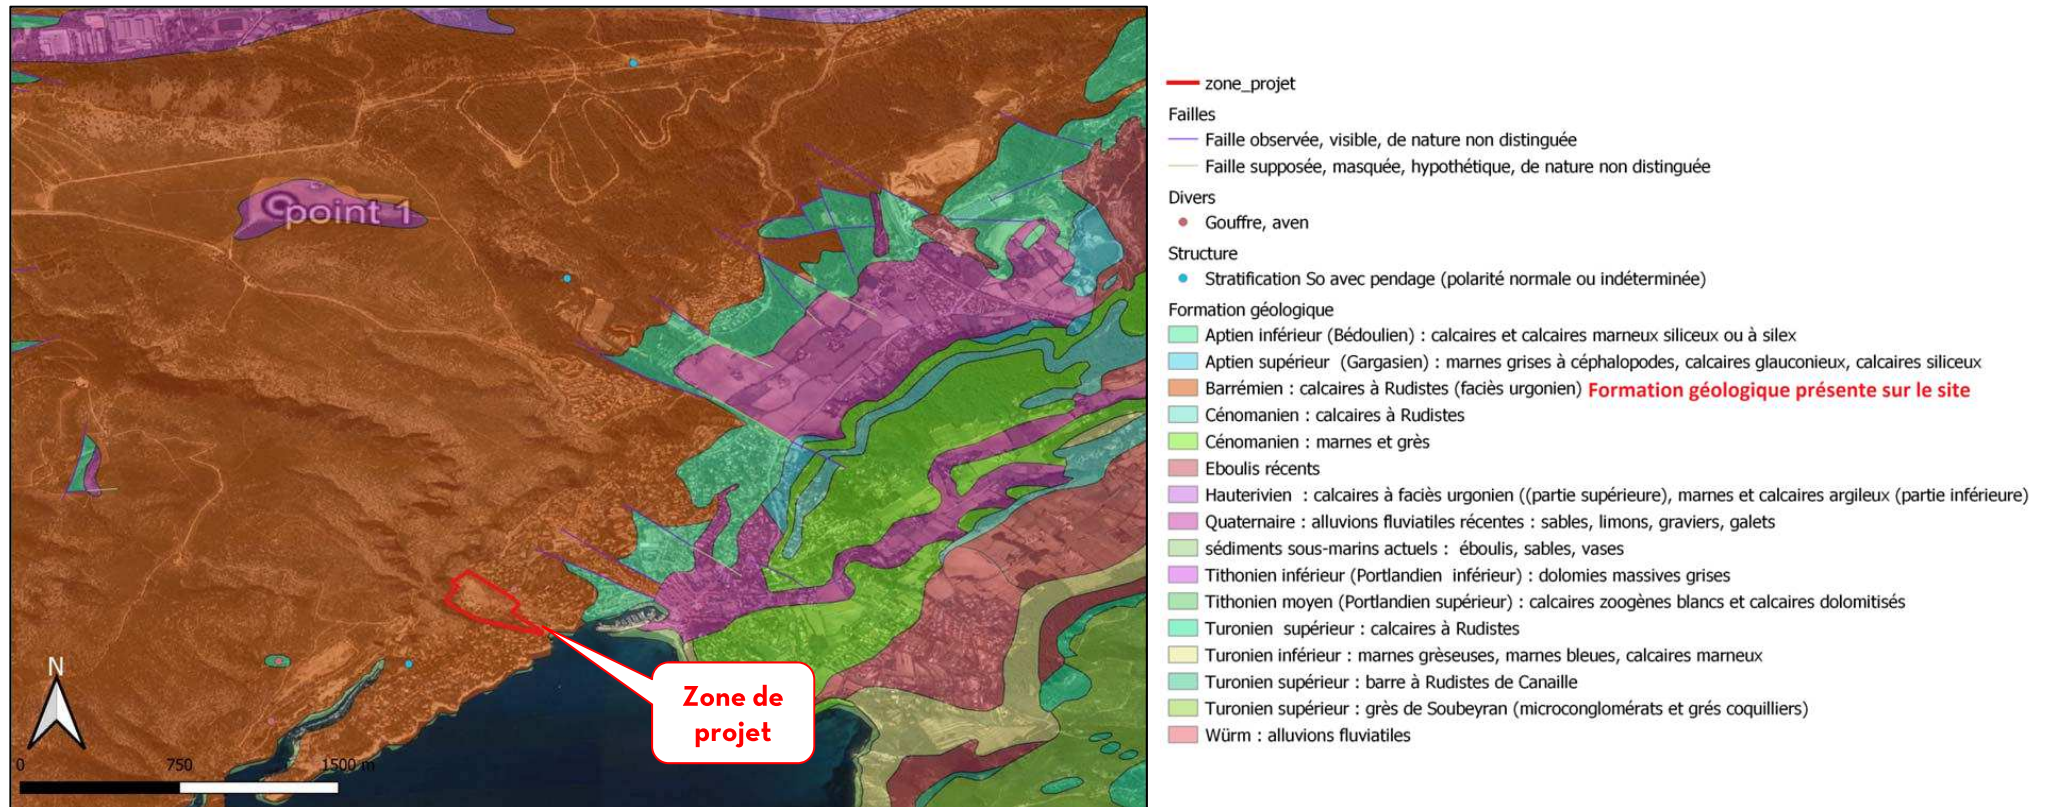 point 1
Zone de
projet
N
0 750 1500 m
zone_projet
Failles
Faille observée, visible, de nature non distinguée
Faille supposée, masquée, hypothétique, de nature non distinguée
Divers
Gouffre, aven
Structure
Stratification So avec pendage (polarité normale ou indéterminée)
Formation géologique
Aptien inférieur (Bédoulien) : calcaires et calcaires marneux siliceux ou à silex
Aptien supérieur (Gargasien) : marnes grises à céphalopodes, calcaires glauconieux, calcaires siliceux
Barrémien : calcaires à Rudistes (faciès urgonien) Formation géologique présente sur le site
Cénomanien : calcaires à Rudistes
Cénomanien : marnes et grès
Eboulis récents
Hauterivien : calcaires à faciès urgonien ((partie supérieure), marnes et calcaires argileux (partie inférieure)
Quaternaire : alluvions fluviatiles récentes : sables, limons, graviers, galets
sédiments sous-marins actuels : éboulis, sables, vases
Tithonien inférieur (Portlandien inférieur) : dolomies massives grises
Tithonien moyen (Portlandien supérieur) : calcaires zoogènes blancs et calcaires dolomitisés
Turonien supérieur : calcaires à Rudistes
Turonien inférieur : marnes grèseuses, marnes bleues, calcaires marneux
Turonien supérieur : barre à Rudistes de Canaille
Turonien supérieur : grès de Soubeyran (microconglomérats et grés coquilliers)
Würm : alluvions fluviatiles